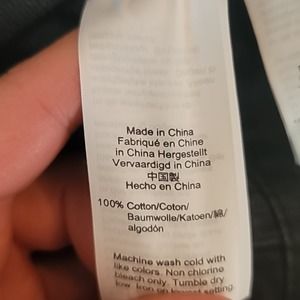 Made in China
Fabriqué en Chine
in China Hergestellt
Vervaardigd in China
中国製
Hecho en China
100% Cotton/Coton/
Baumwolle/Katoen/綿/
algodón
Machine wash cold with
like colors. Non chlorine
bleach only. Tumble dry
low. Iron on lowest setting